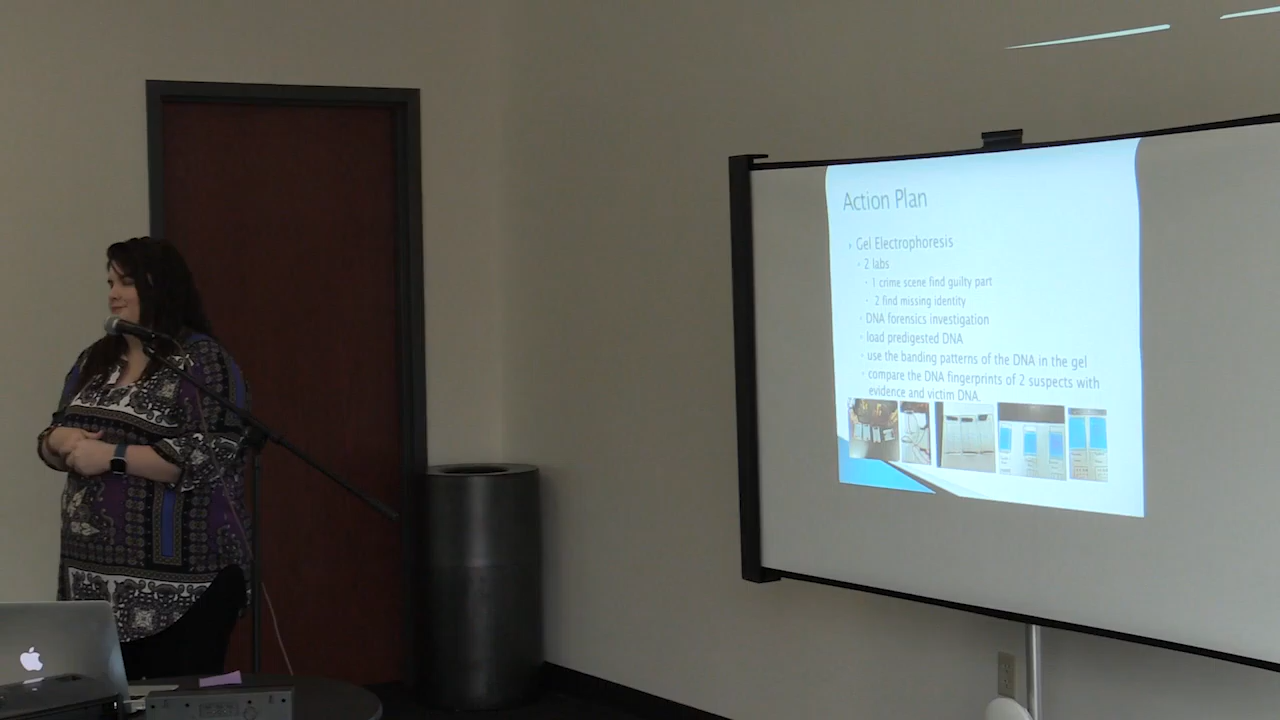 Action Plan
Gel Electrophoresis
2 labs
1 crime scene find guilty part
2 find missing identity
DNA forensics investigation
load predigested DNA
use the banding patterns of the DNA in the gel
compare the DNA fingerprints of 2 suspects with
evidence and victim DNA.